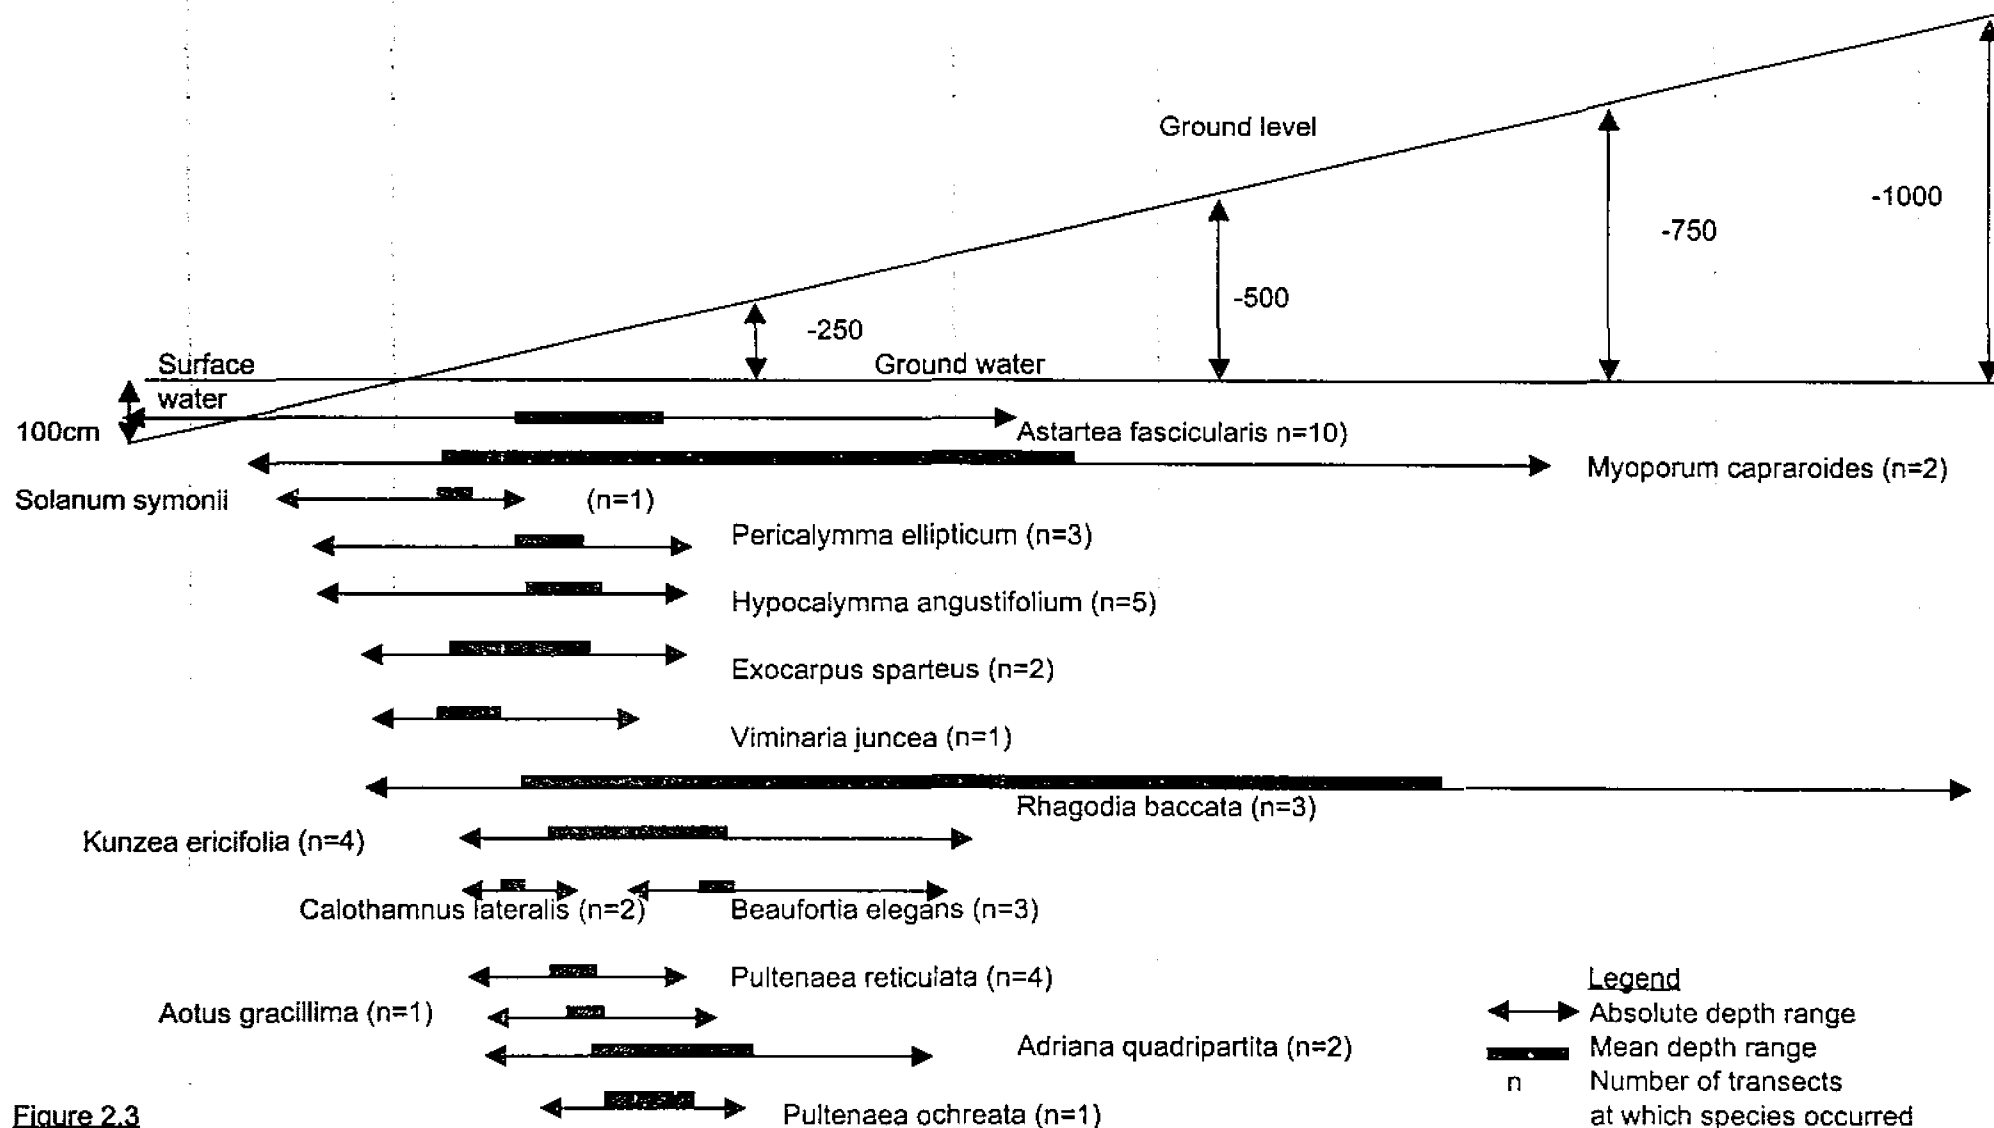 Ground level
-1000
-750
-500
-250
Surface
water
Ground water
100cm
Astartea fascicularis n=10)
Myoporum capraroides (n=2)
Solanum symonii (n=1)
Pericalymma ellipticum (n=3)
Hypocalymma angustifolium (n=5)
Exocarpus sparteus (n=2)
Viminaria juncea (n=1)
Rhagodia baccata (n=3)
Kunzea ericifolia (n=4)
Calothamnus lateralis (n=2)
Beaufortia elegans (n=3)
Pultenaea reticulata (n=4)
Aotus gracillima (n=1)
Adriana quadripartita (n=2)
Pultenaea ochreata (n=1)
Legend
Absolute depth range
Mean depth range
n Number of transects
at which species occurred
Figure 2.3